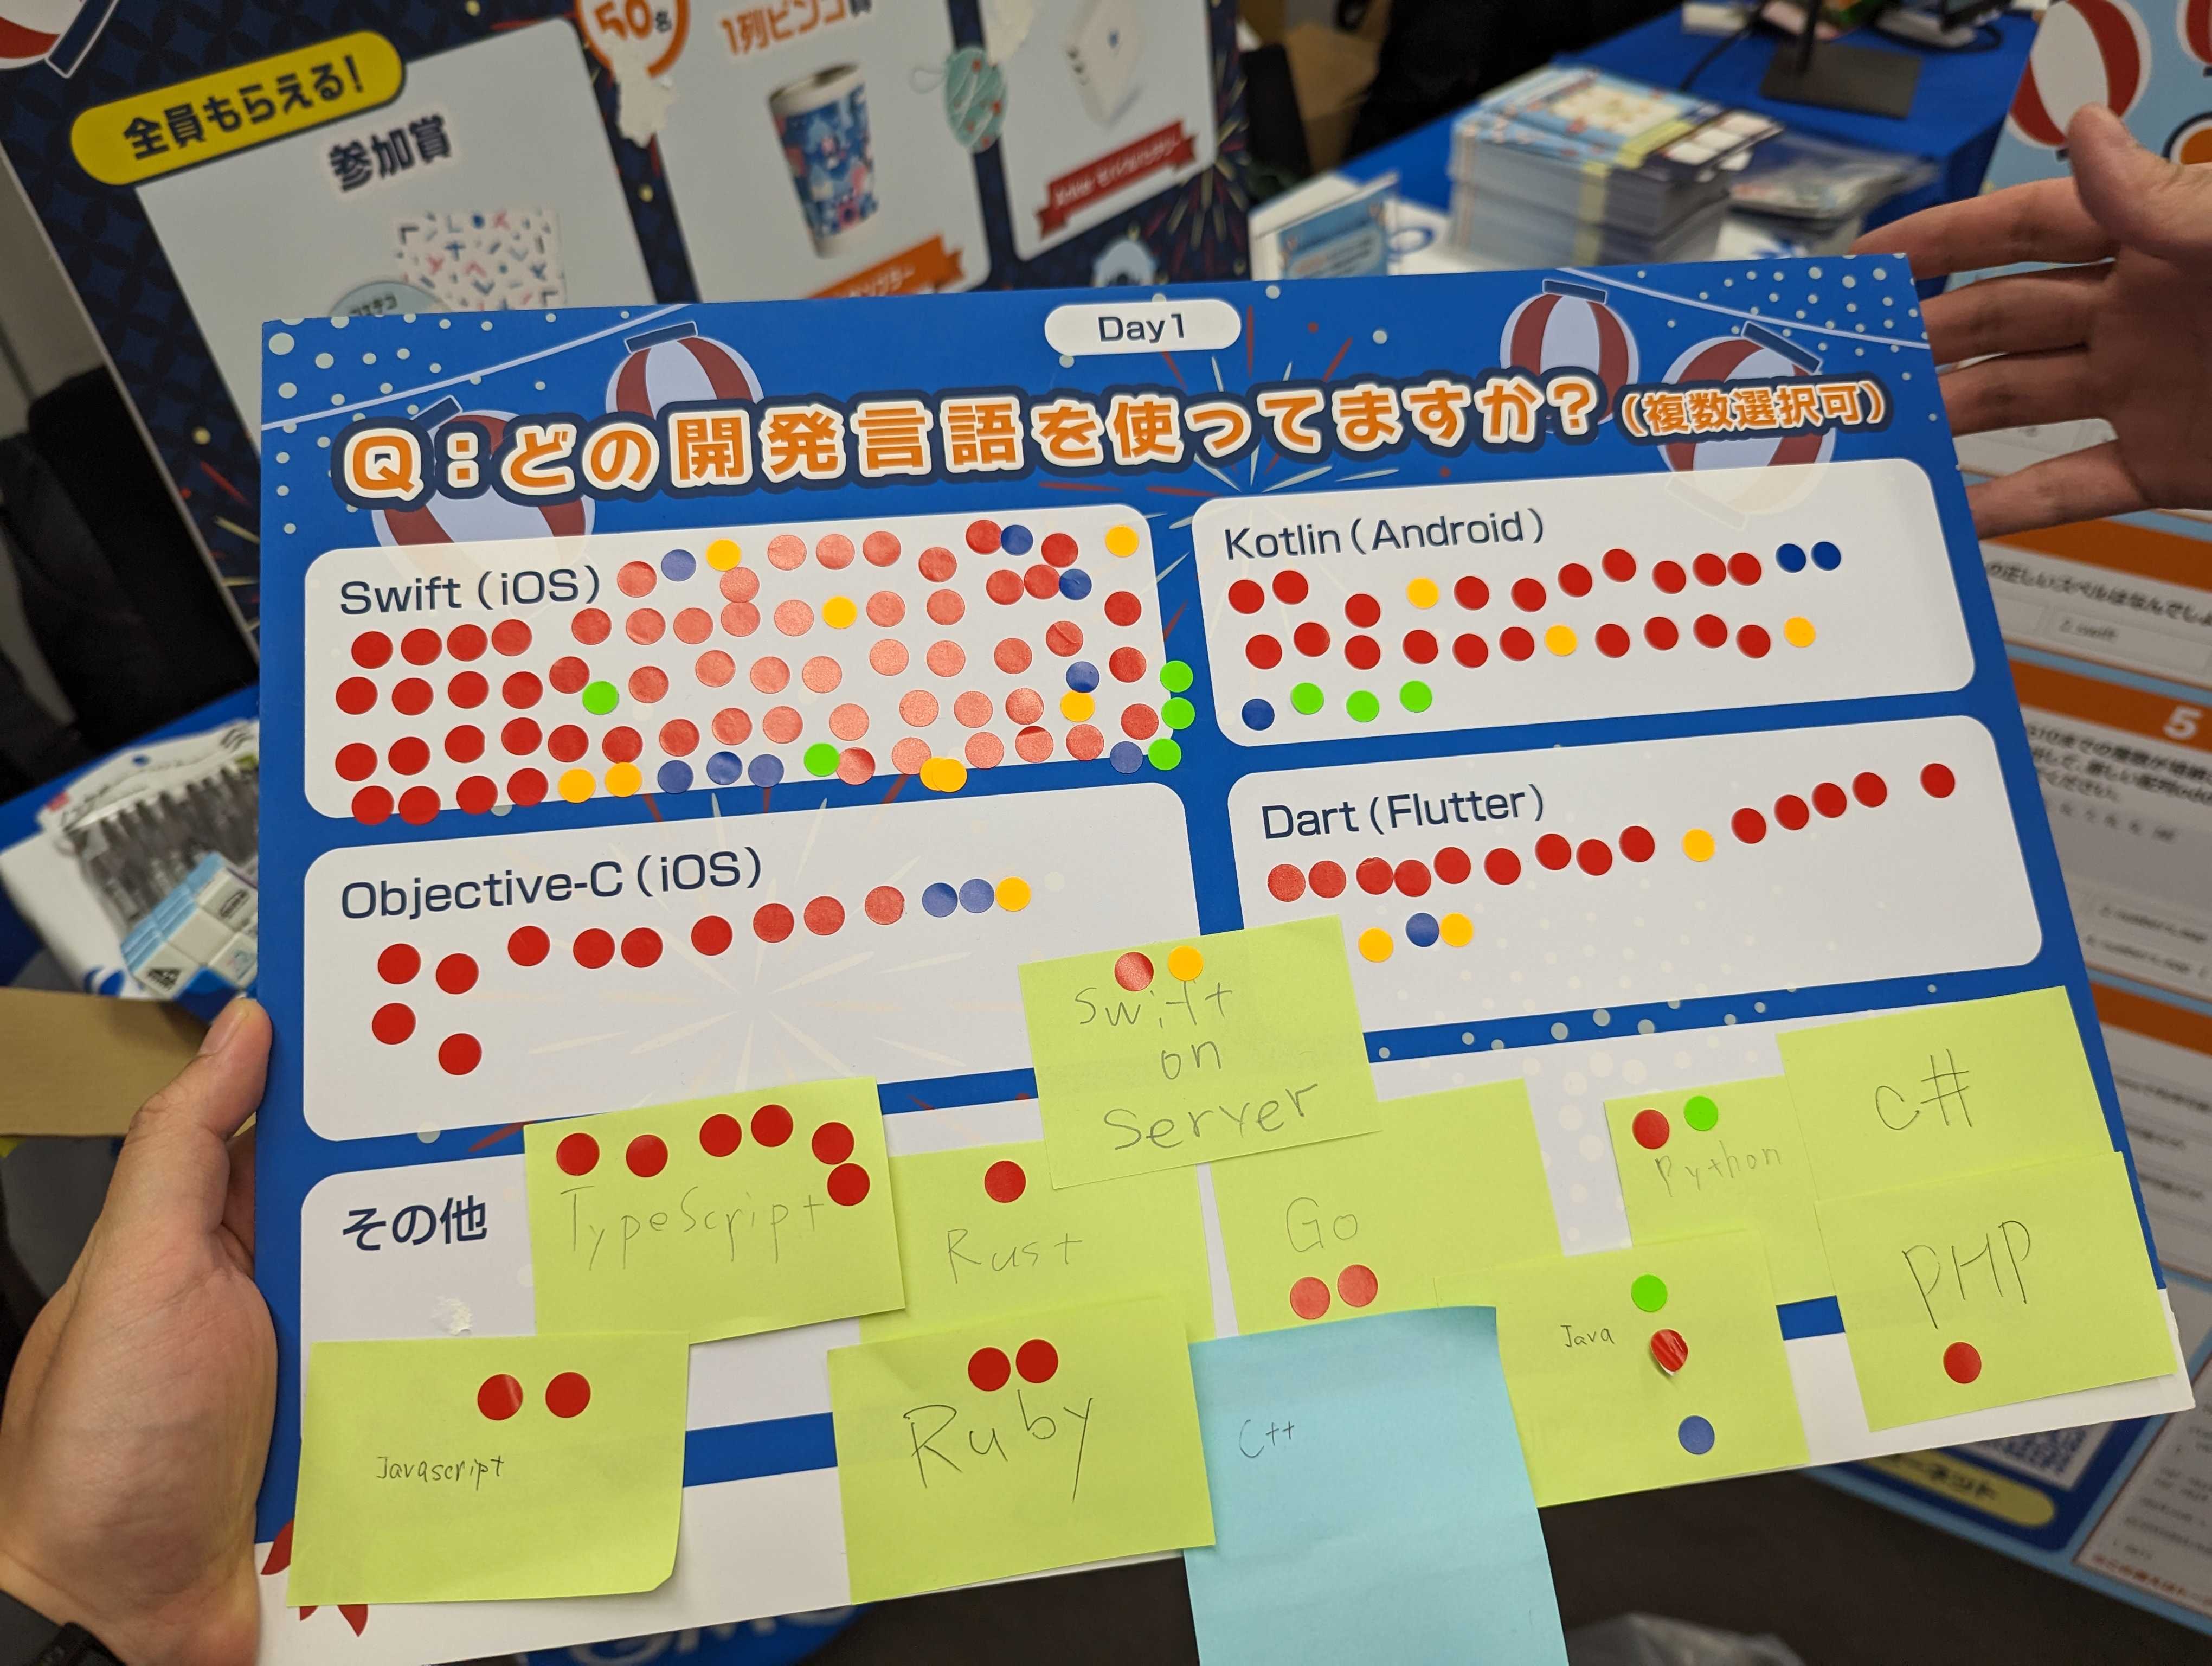 全員もらえる!
参加賞
50名
1列ビンゴ賞
Day1
Q:どの開発言語を使ってますか?(複数選択可)
Swift(iOS)
Kotlin(Android)
Objective-C(iOS)
Dart(Flutter)
その他
Swift
on
Server
TypeScript
Rust
Go
Python
C#
Javascript
Ruby
C++
Java
PHP
5